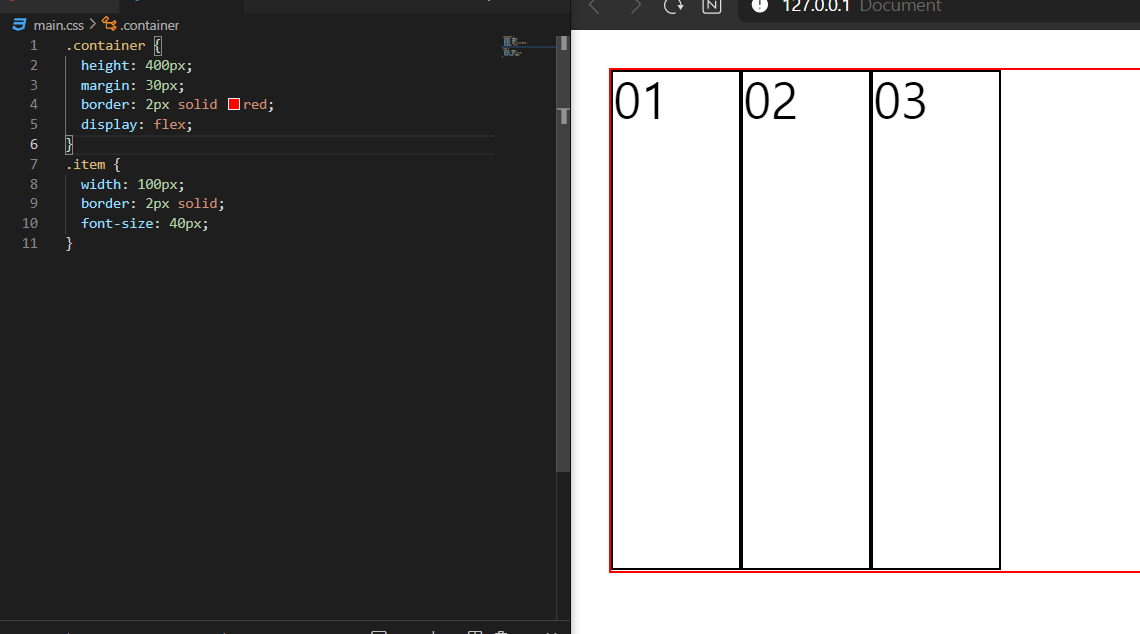 main.css > .container
1 .container {
2 height: 400px;
3 margin: 30px;
4 border: 2px solid red;
5 display: flex;
6 }
7 .item {
8 width: 100px;
9 border: 2px solid;
10 font-size: 40px;
11 }
N 127.0.0.1 Document
01 02 03